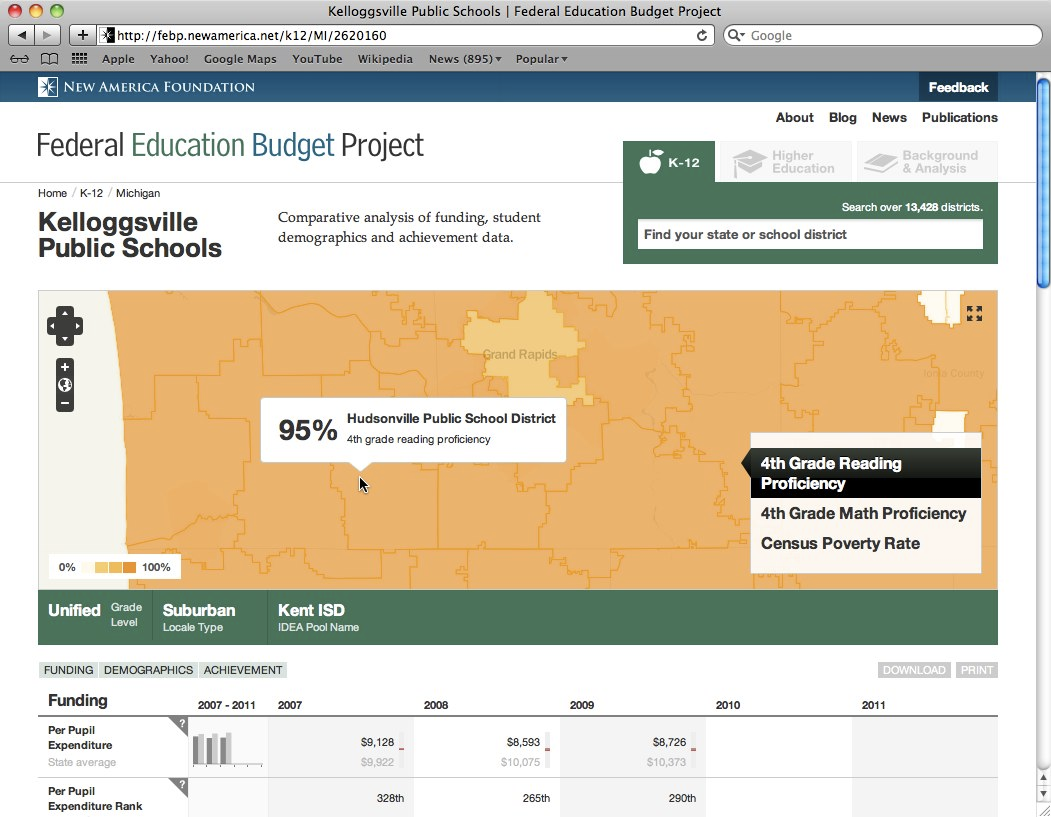 Kelloggsville Public Schools | Federal Education Budget Project
http://febp.newamerica.net/k12/MI/2620160
Google
Apple Yahoo! Google Maps YouTube Wikipedia News (895) Popular
New America Foundation
Feedback
About Blog News Publications
Federal Education Budget Project
K-12
Higher Education
Background & Analysis
Home / K-12 / Michigan
Search over 13,428 districts.
Find your state or school district
Kelloggsville
Public Schools
Comparative analysis of funding, student
demographics and achievement data.
Grand Rapids
Ionia County
95%
Hudsonville Public School District
4th grade reading proficiency
4th Grade Reading
Proficiency
4th Grade Math Proficiency
Census Poverty Rate
0% 100%
Unified Grade Level
Suburban
Locale Type
Kent ISD
IDEA Pool Name
FUNDING DEMOGRAPHICS ACHIEVEMENT
DOWNLOAD PRINT
Funding 2007 - 2011 2007 2008 2009 2010 2011
Per Pupil
Expenditure ? $9,128 $8,593 $8,726
State average $9,922 $10,075 $10,373
Per Pupil
Expenditure Rank ? 328th 265th 290th